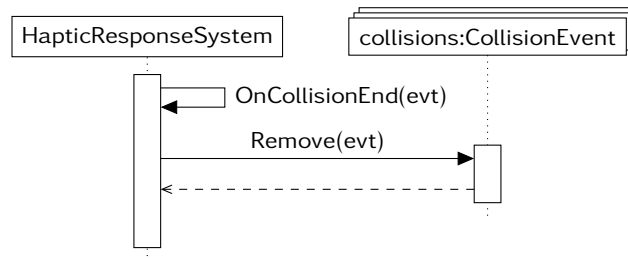 HapticResponseSystem
collisions:CollisionEvent
OnCollisionEnd(evt)
Remove(evt)